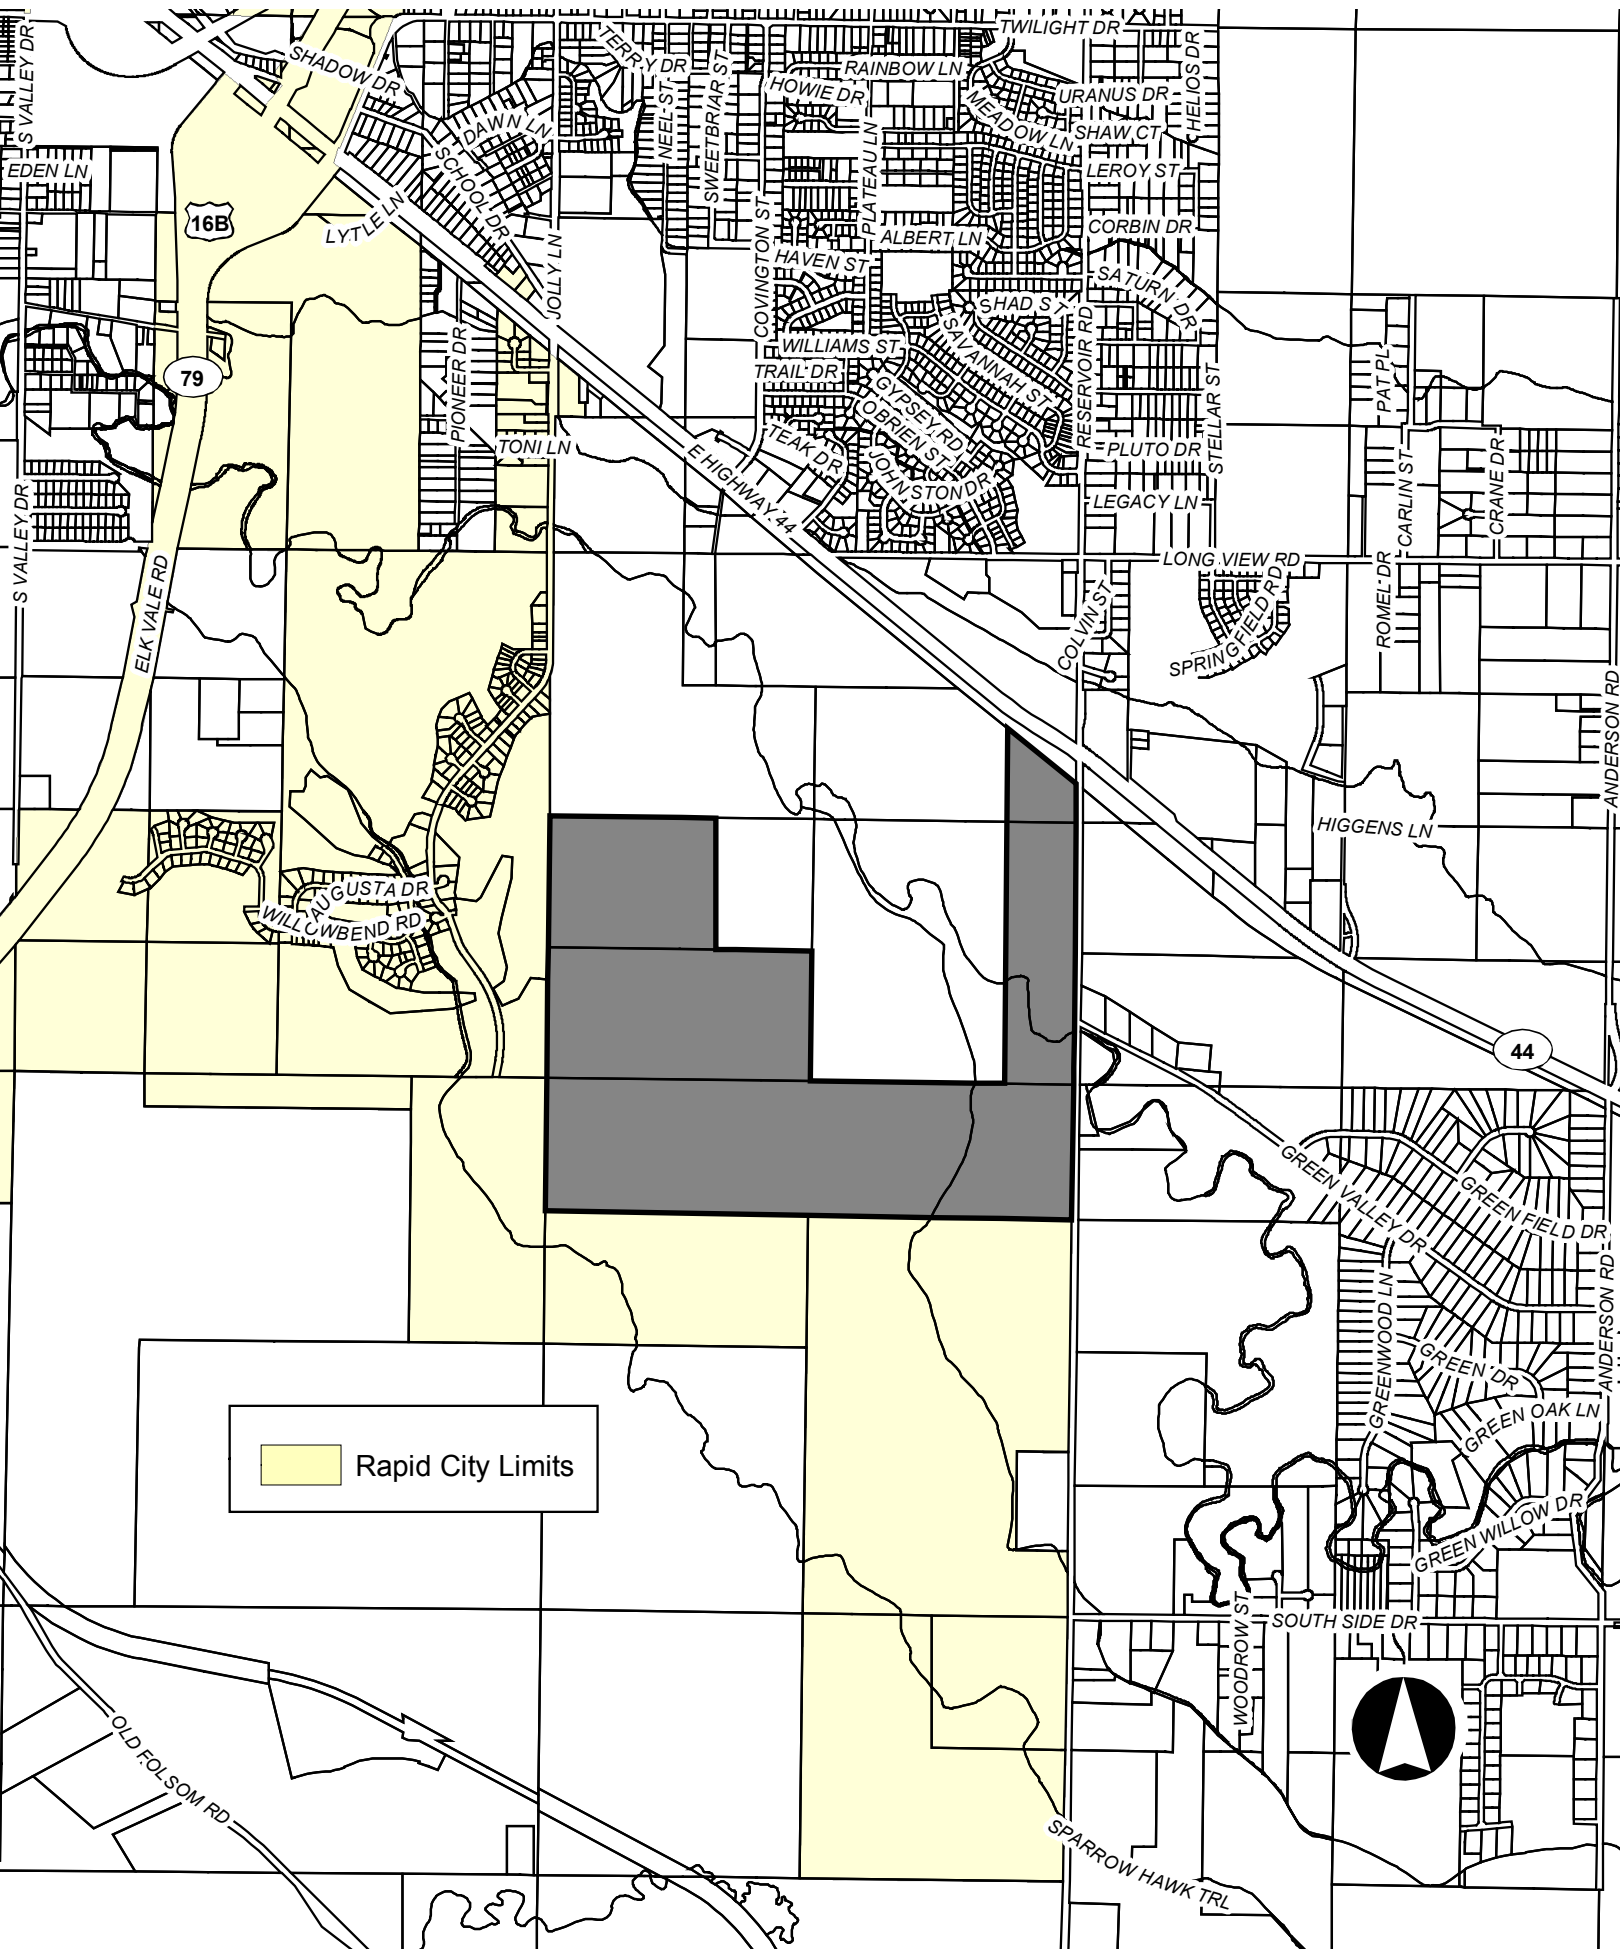 TWILIGHT DR
S VALLEY DR
SHADOW DR
TERRY DR
RAINBOW LN
HOWIE DR
URANUS DR
HELIOS DR
NEEL ST
SWEETBRIAR ST
MEADOW LN
DAWN LN
SHAW CT
SCHOOL DR
PLATEAU LN
LEROY ST
EDEN LN
16B
LYTLE LN
COVINGTON ST
ALBERT LN
CORBIN DR
JOLLY LN
HAVEN ST
SATURN DR
SHAD ST
WILLIAMS ST
SAVANNAH ST
RESERVOIR RD
TRAIL DR
79
PIONEER DR
GYPSEY RD
OBRIEN ST
STELLAR ST
PAT PL
TONI LN
TEAK DR
PLUTO DR
E HIGHWAY 44
JOHNSTON DR
CARLIN ST
CRANE DR
LEGACY LN
S VALLEY DR
ELK VALE RD
LONG VIEW RD
COLVIN ST
SPRINGFIELD RD
ROMEL DR
ANDERSON RD
HIGGENS LN
AUGUSTA DR
WILLOWBEND RD
44
GREEN VALLEY DR
GREEN FIELD DR
GREENWOOD LN
ANDERSON RD
GREEN DR
GREEN OAK LN
Rapid City Limits
GREEN WILLOW DR
WOODROW ST
SOUTH SIDE DR
OLD FOLSOM RD
SPARROW HAWK TRL